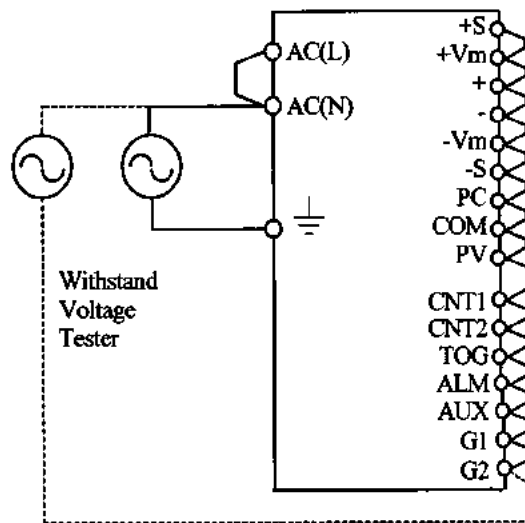 AC(L)
AC(N)
Withstand
Voltage
Tester
+S
+Vm
+
-
-Vm
-S
PC
COM
PV
CNT1
CNT2
TOG
ALM
AUX
G1
G2